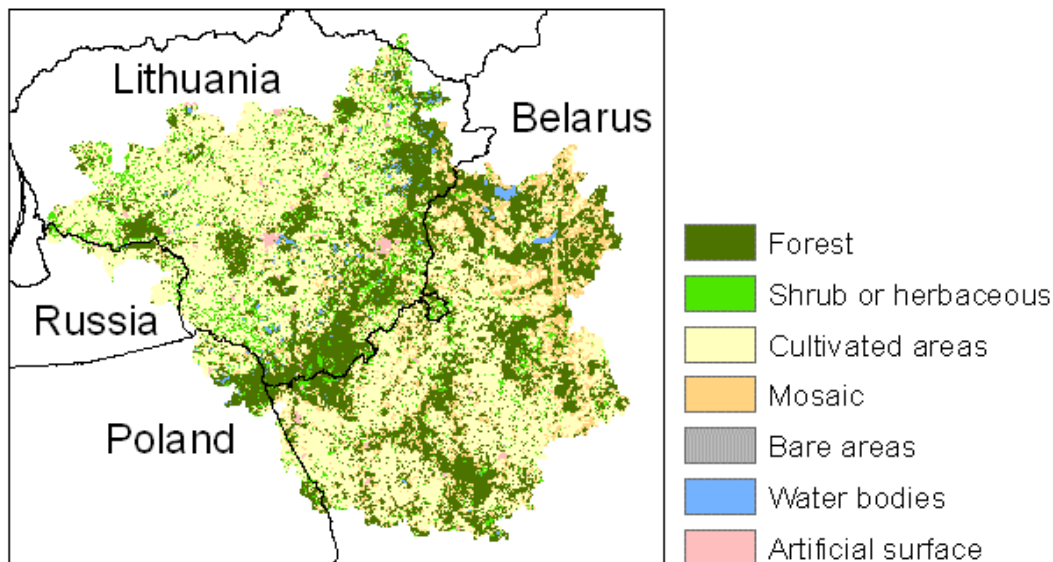 Lithuania
Belarus
Russia
Poland
Forest
Shrub or herbaceous
Cultivated areas
Mosaic
Bare areas
Water bodies
Artificial surface